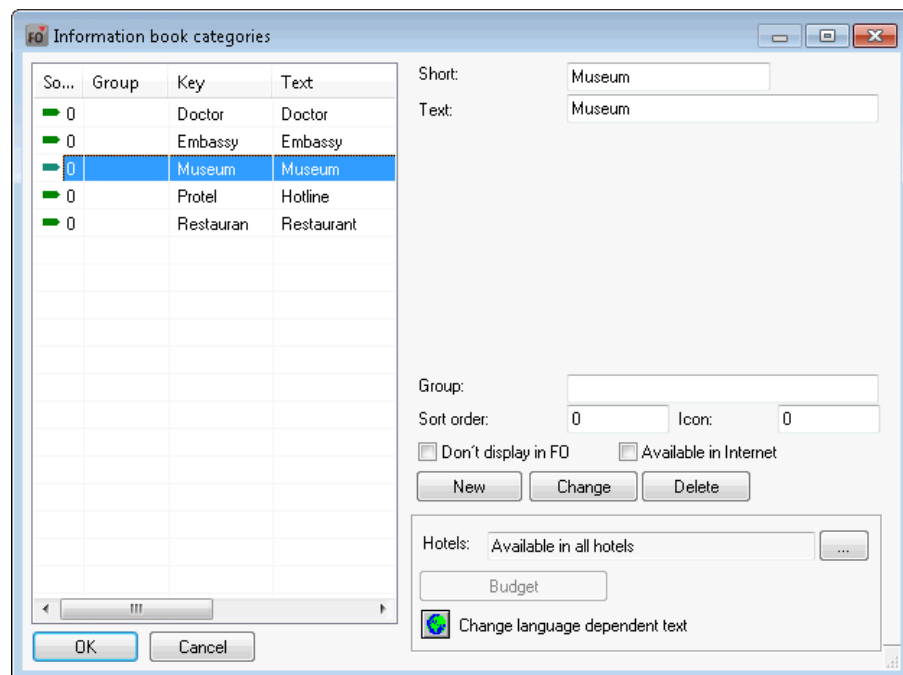 FO Information book categories
So... Group Key Text
0 Doctor Doctor
0 Embassy Embassy
0 Museum Museum
0 Protel Hotline
0 Restauran Restaurant
OK Cancel
Short: Museum
Text: Museum
Group:
Sort order: 0 Icon: 0
Don´t display in FO Available in Internet
New Change Delete
Hotels: Available in all hotels ...
Budget
Change language dependent text